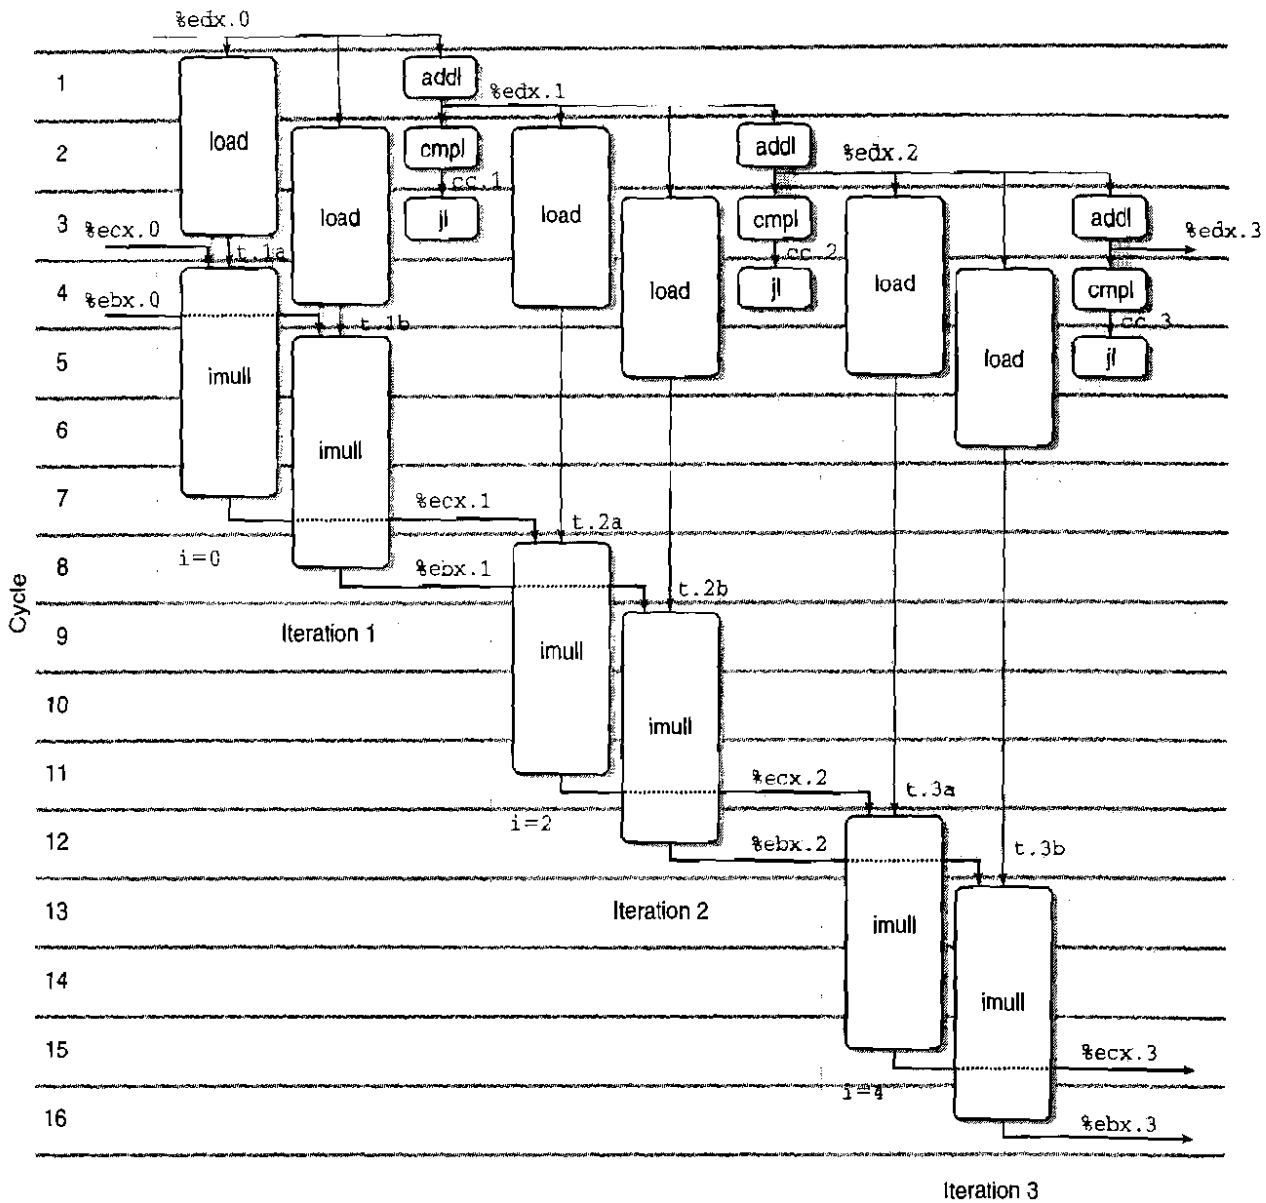 %edx.0
1
addl
%edx.1
load
2
load
cmpl
load
addl
%edx.2
cc.1
3
jl
load
cmpl
load
addl
%ecx.0
t.1a
cc.2
%edx.3
4
imull
jl
load
cmpl
%ebx.0
t.1b
cc.3
5
imull
jl
6
7
%ecx.1
t.2a
i=0
8
imull
%ebx.1
t.2b
Cycle
9
Iteration 1
imull
10
11
%ecx.2
t.3a
i=2
12
imull
%ebx.2
t.3b
13
Iteration 2
imull
14
15
%ecx.3
i=4
16
%ebx.3
Iteration 3